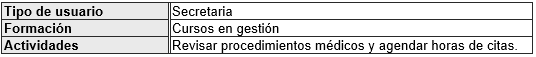 Tipo de usuario Secretaria
Formación Cursos en gestión
Actividades Revisar procedimientos médicos y agendar horas de citas.